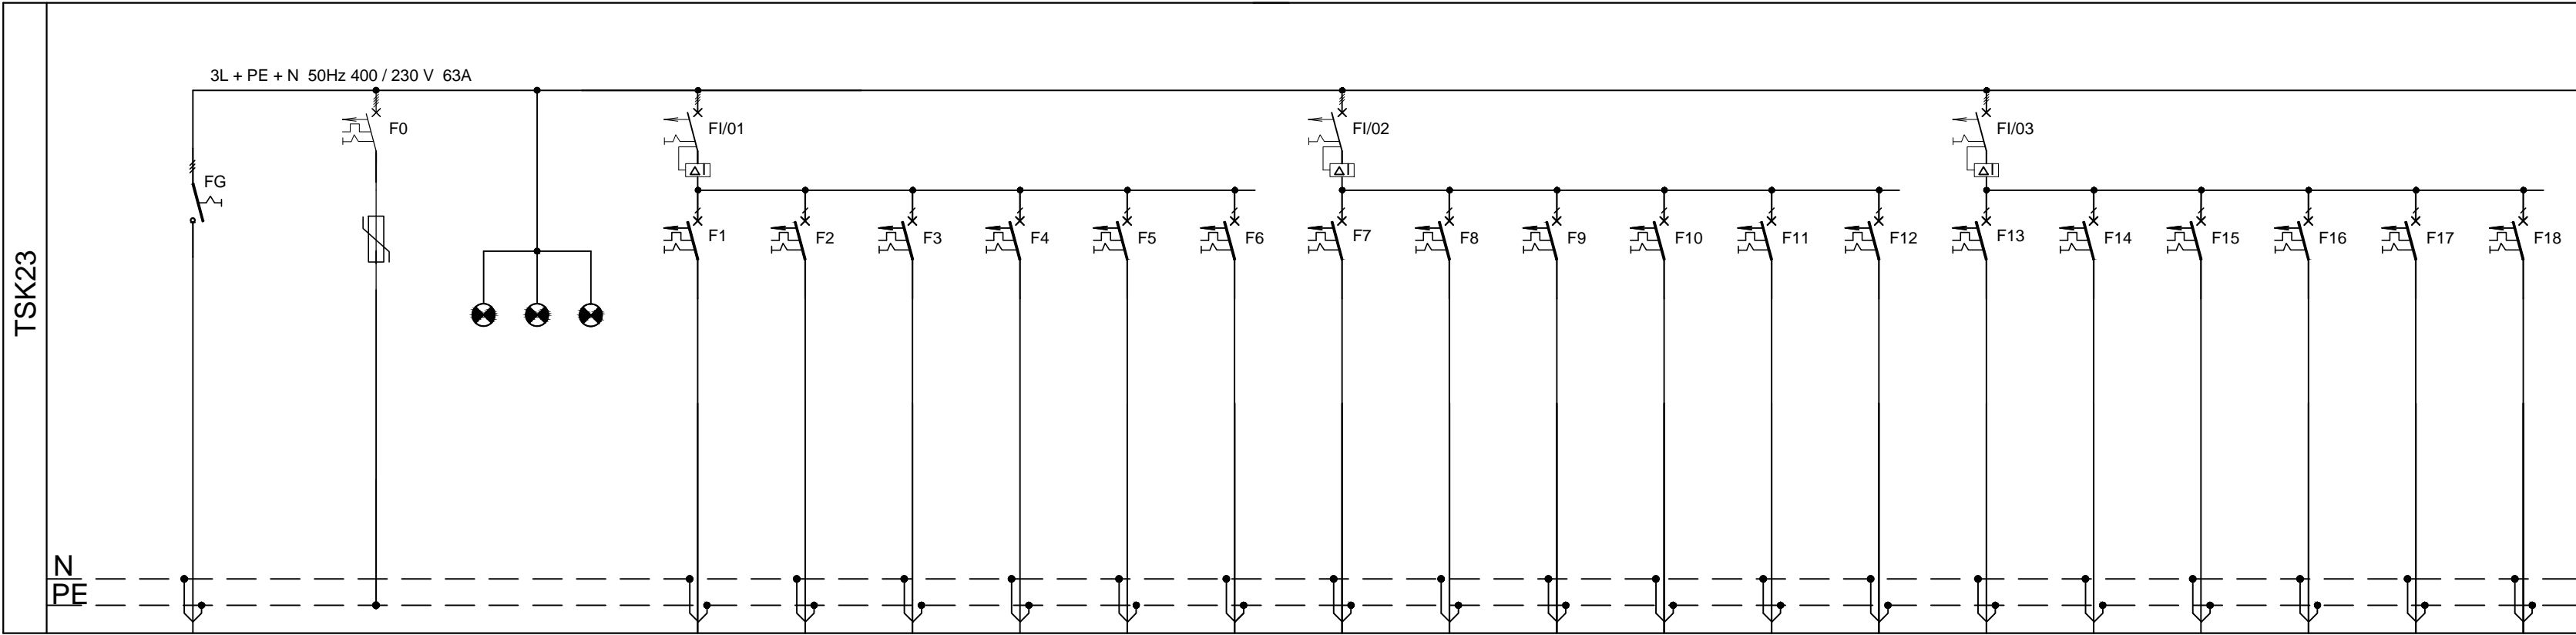 TSK23
3L + PE + N 50Hz 400 / 230 V 63A
FG
F0
FI/01
FI/02
FI/03
F1
F2
F3
F4
F5
F6
F7
F8
F9
F10
F11
F12
F13
F14
F15
F16
F17
F18
N
PE